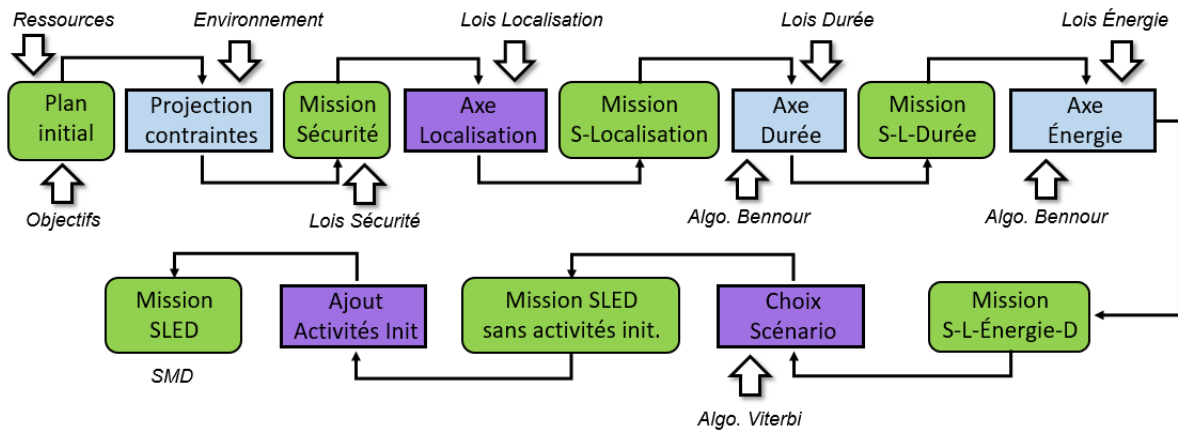 Ressources
Environnement
Lois Localisation
Lois Durée
Lois Énergie
Plan
initial
Projection
contraintes
Mission
Sécurité
Axe
Localisation
Mission
S-Localisation
Axe
Durée
Mission
S-L-Durée
Axe
Énergie
Objectifs
Lois Sécurité
Algo. Bennour
Algo. Bennour
Mission
SLED
Ajout
Activités Init
Mission SLED
sans activités init.
Choix
Scénario
Mission
S-L-Énergie-D
SMD
Algo. Viterbi